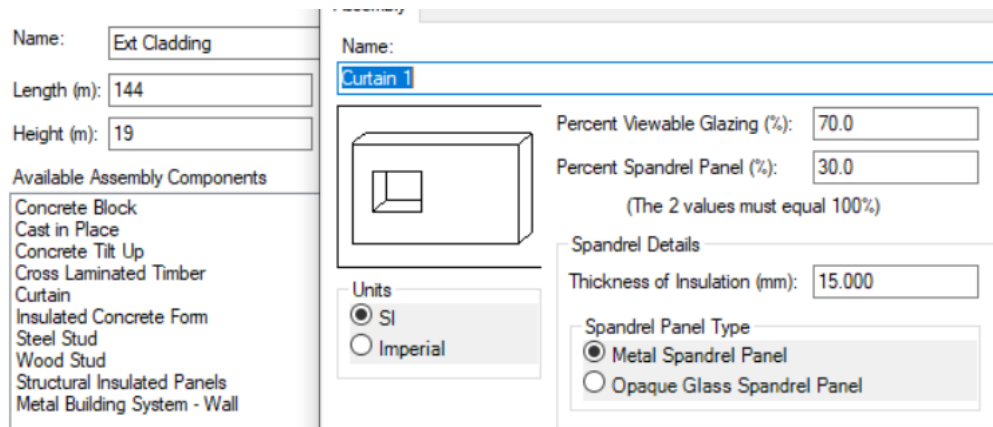 Assembly
Name:
Ext Cladding
Length (m):
144
Height (m):
19
Available Assembly Components
Concrete Block
Cast in Place
Concrete Tilt Up
Cross Laminated Timber
Curtain
Insulated Concrete Form
Steel Stud
Wood Stud
Structural Insulated Panels
Metal Building System - Wall
Name:
Curtain 1
Percent Viewable Glazing (%):
70.0
Percent Spandrel Panel (%):
30.0
(The 2 values must equal 100%)
Units
SI
Imperial
Spandrel Details
Thickness of Insulation (mm):
15.000
Spandrel Panel Type
Metal Spandrel Panel
Opaque Glass Spandrel Panel